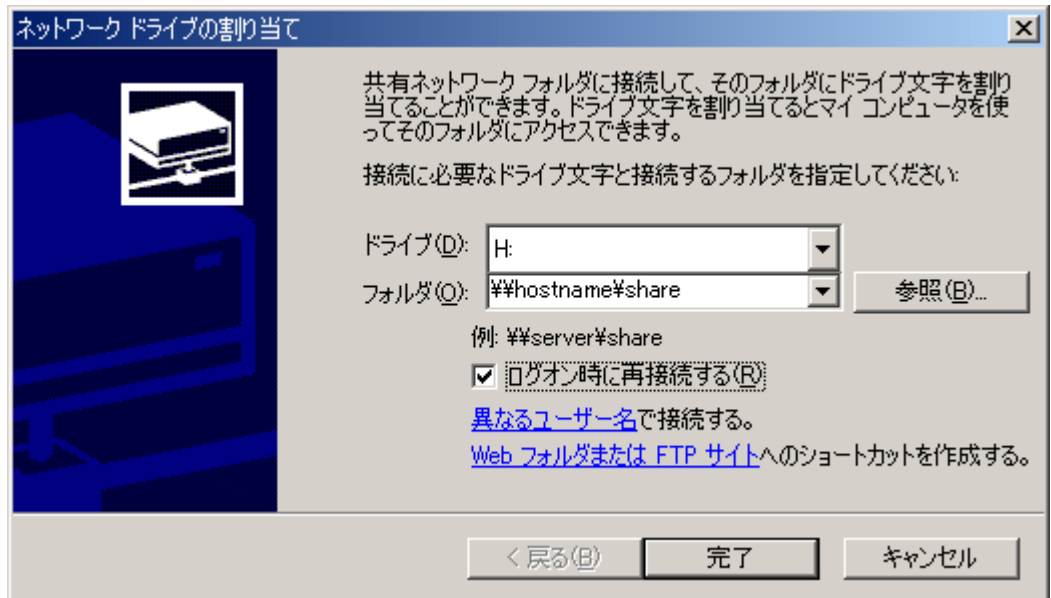 ネットワーク ドライブの割り当て
共有ネットワーク フォルダに接続して、そのフォルダにドライブ文字を割り
当てることができます。ドライブ文字を割り当てるとマイ コンピュータを使
ってそのフォルダにアクセスできます。
接続に必要なドライブ文字と接続するフォルダを指定してください:
ドライブ(D): H:
フォルダ(O): ¥¥hostname¥share 参照(B)...
例: ¥¥server¥share
ログオン時に再接続する(R)
異なるユーザー名で接続する。
Web フォルダまたは FTP サイトへのショートカットを作成する。
< 戻る(B) 完了 キャンセル